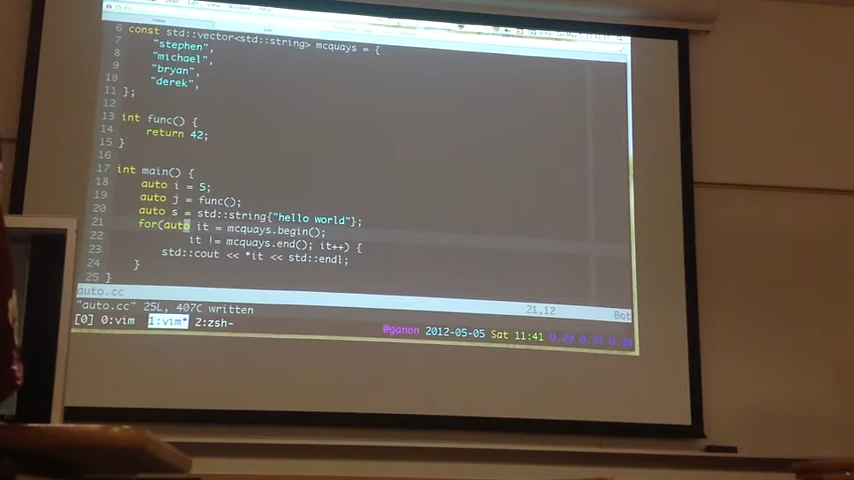 6 const std::vector<std::string> mcquays = {
7 "stephen",
8 "michael",
9 "bryan",
10 "derek",
11 };
12
13 int func() {
14 return 42;
15 }
16
17 int main() {
18 auto i = 5;
19 auto j = func();
20 auto s = std::string{"hello world"};
21 for(auto it = mcquays.begin();
22 it != mcquays.end(); it++) {
23 std::cout << *it << std::endl;
24 }
25 }
auto.cc 21,12 Bot
"auto.cc" 25L, 407C written
[0] 0:vim 1:vim* 2:zsh- @ganon 2012-05-05 Sat 11:41